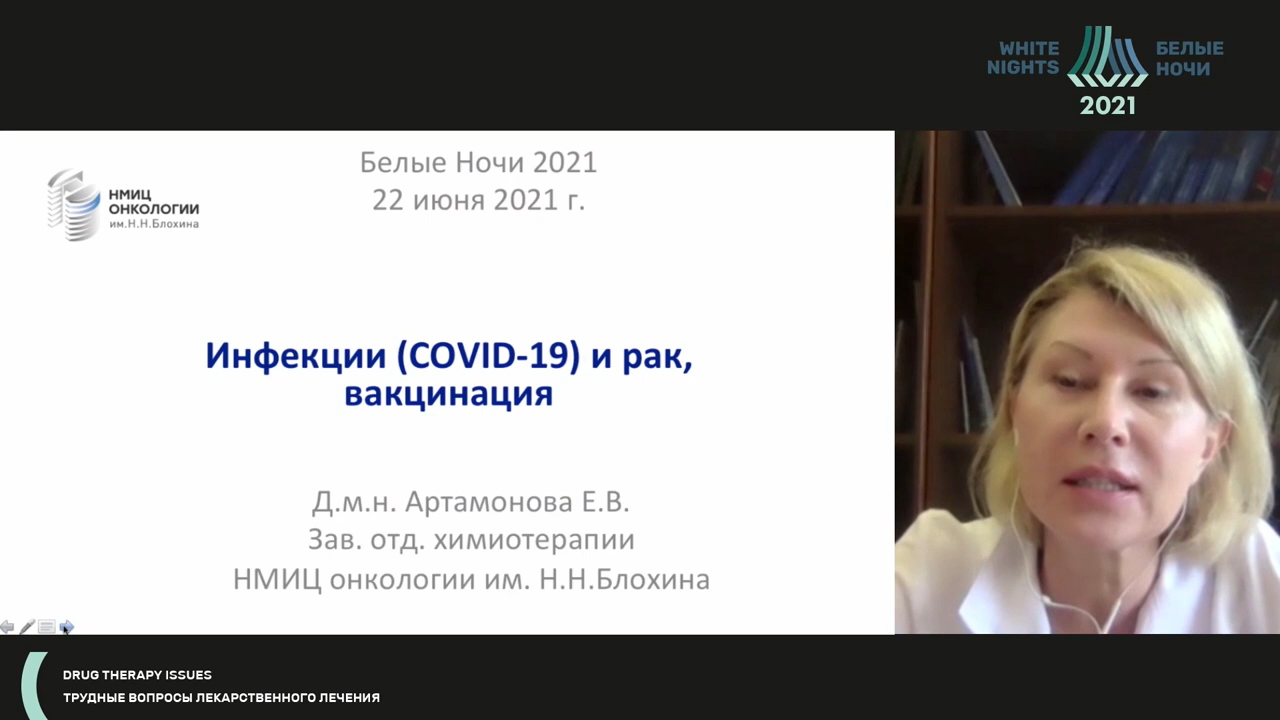 WHITE NIGHTS
БЕЛЫЕ НОЧИ
2021
НМИЦ
ОНКОЛОГИИ
им.Н.Н.Блохина
Белые Ночи 2021
22 июня 2021 г.
Инфекции (COVID-19) и рак,
вакцинация
Д.м.н. Артамонова Е.В.
Зав. отд. химиотерапии
НМИЦ онкологии им. Н.Н.Блохина
DRUG THERAPY ISSUES
ТРУДНЫЕ ВОПРОСЫ ЛЕКАРСТВЕННОГО ЛЕЧЕНИЯ